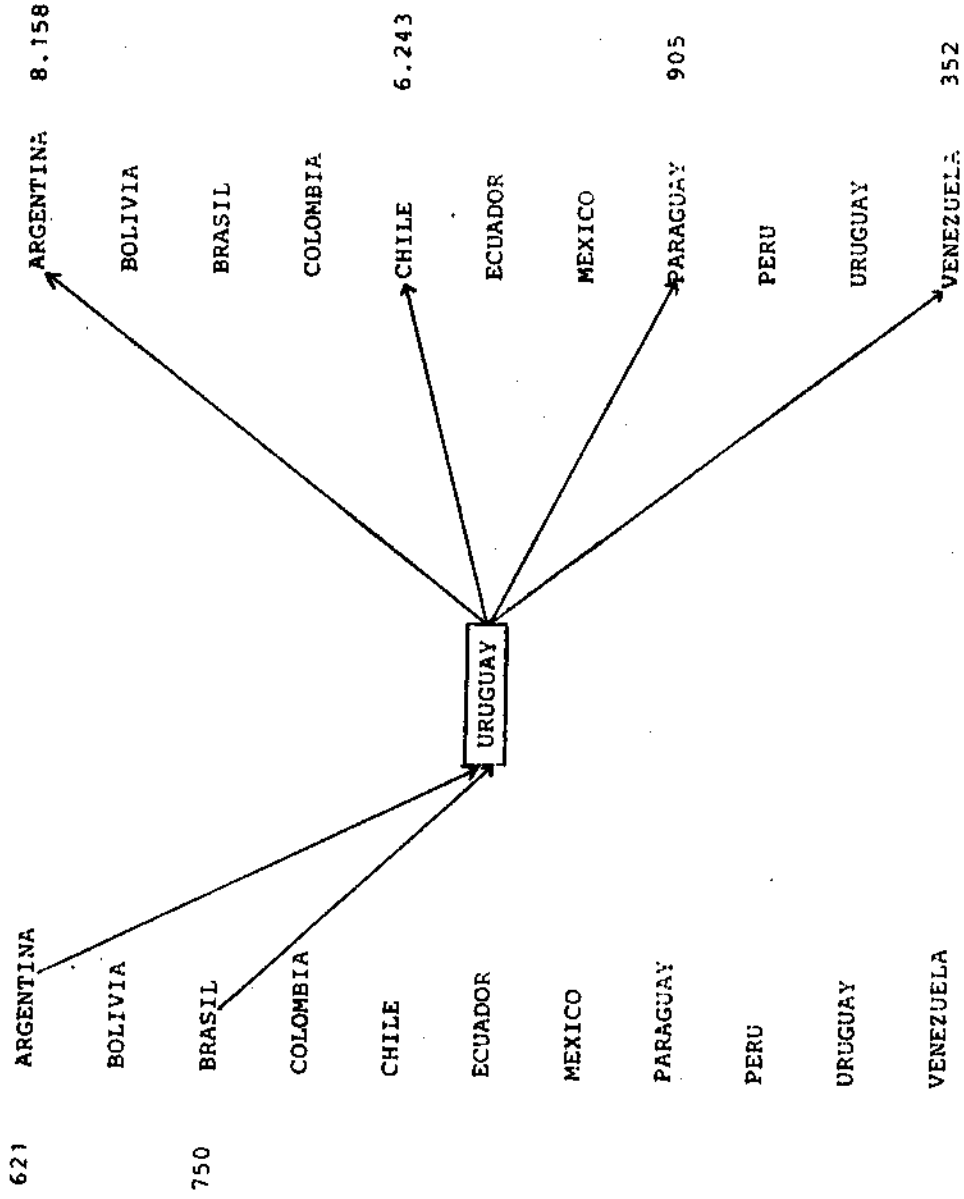 621 ARGENTINA
BOLIVIA
750 BRASIL
COLOMBIA
CHILE
ECUADOR
MEXICO
PARAGUAY
PERU
URUGUAY
VENEZUELA
URUGUAY
ARGENTINA 8.158
BOLIVIA
BRASIL
COLOMBIA
CHILE 6.243
ECUADOR
MEXICO
PARAGUAY 905
PERU
URUGUAY
VENEZUELA 352